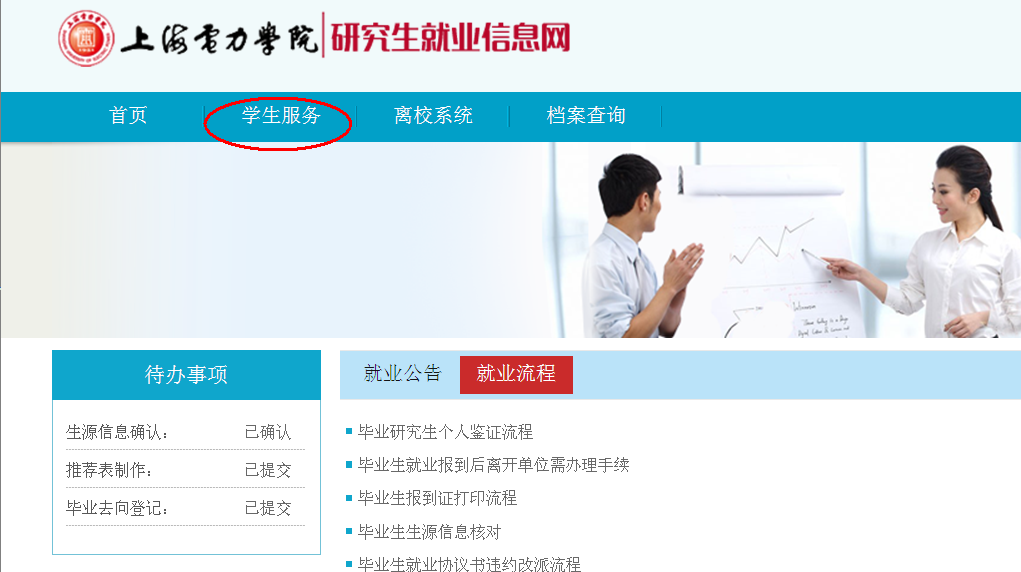 上海电力学院 研究生就业信息网
首页 学生服务 离校系统 档案查询
待办事项
生源信息确认： 已确认
推荐表制作： 已提交
毕业去向登记： 已提交
就业公告 就业流程
毕业研究生个人鉴证流程
毕业生就业报到后离开单位需办理手续
毕业生报到证打印流程
毕业生生源信息核对
毕业生就业协议书违约改派流程